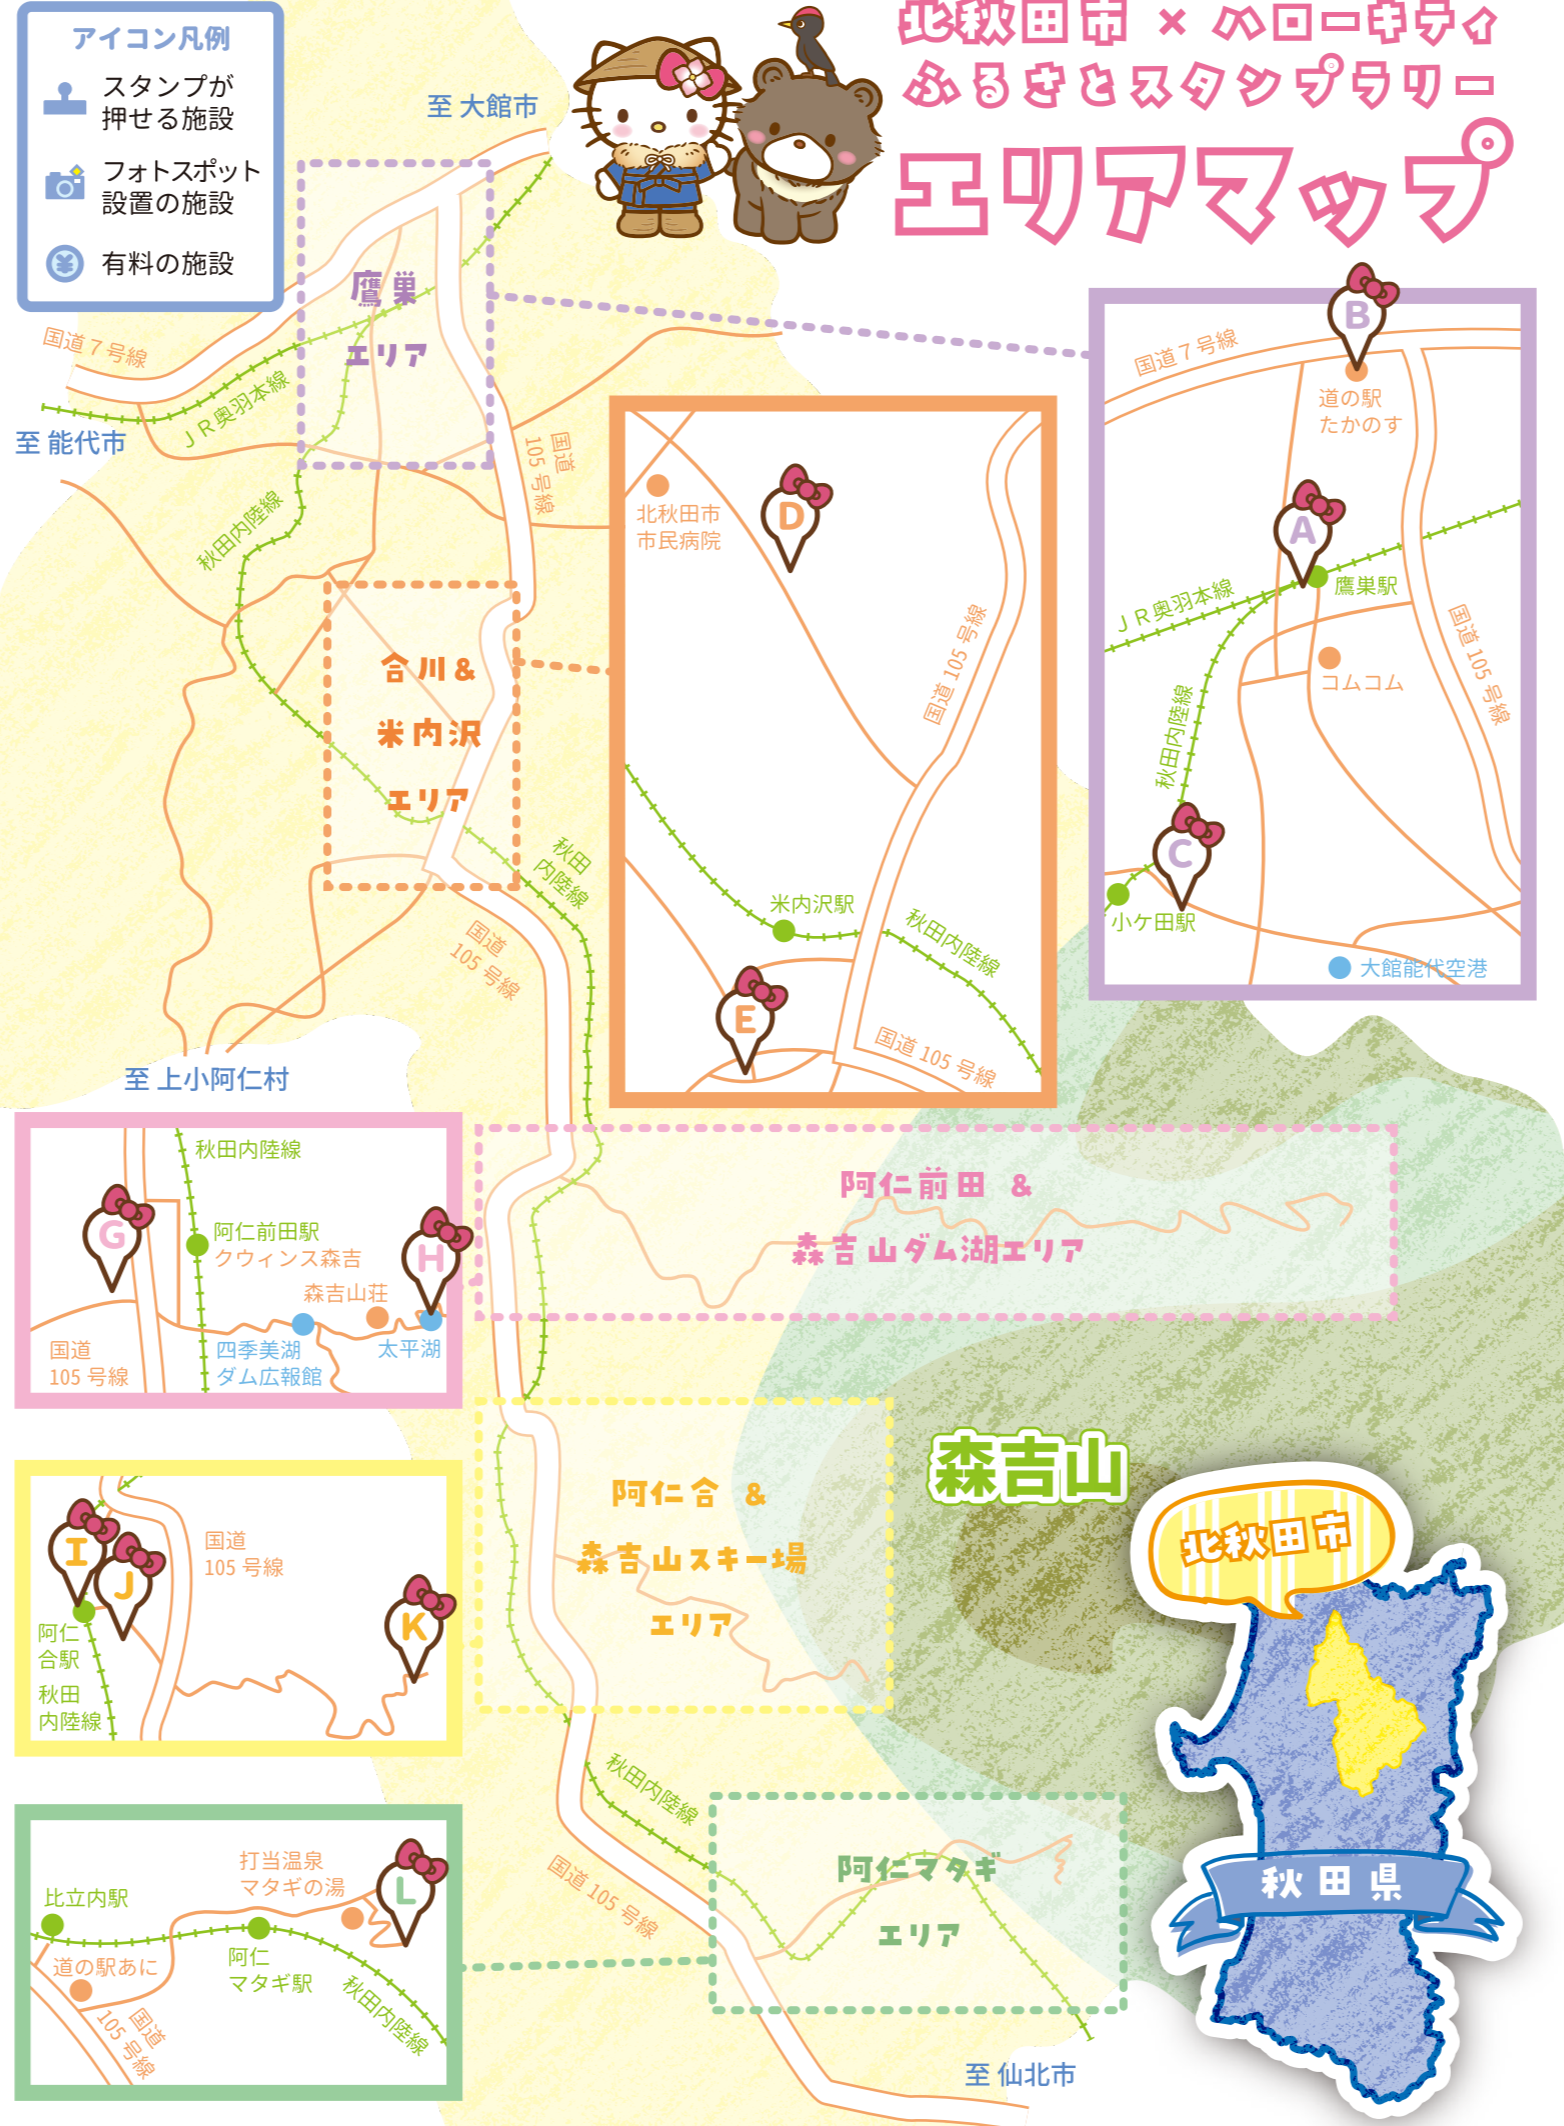 北秋田市 × ハローキティ
ふるさとスタンプラリー
エリアマップ
アイコン凡例
スタンプが
押せる施設
フォトスポット
設置の施設
有料の施設
至 大館市
国道７号線
ＪＲ奥羽本線
至 能代市
鷹巣
エリア
国道
105 号線
秋田内陸線
合川&
米内沢
エリア
秋田
内陸線
国道
105 号線
至 上小阿仁村
B
国道７号線
道の駅
たかのす
A
鷹巣駅
ＪＲ奥羽本線
国道 105 号線
コムコム
秋田内陸線
C
小ケ田駅
大館能代空港
D
北秋田市
市民病院
国道 105 号線
米内沢駅
秋田内陸線
E
国道 105 号線
秋田内陸線
G
阿仁前田駅
クウィンス森吉
H
森吉山荘
国道
105 号線
四季美湖
ダム広報館
太平湖
阿仁前田 &
森吉山ダム湖エリア
I
J
国道
105 号線
K
阿仁
合駅
秋田
内陸線
阿仁合 &
森吉山スキー場
エリア
森吉山
北秋田市
秋田県
秋田内陸線
国道 105 号線
阿仁マタギ
エリア
至 仙北市
打当温泉
マタギの湯
L
比立内駅
道の駅あに
阿仁
マタギ駅
秋田内陸線
国道
105 号線